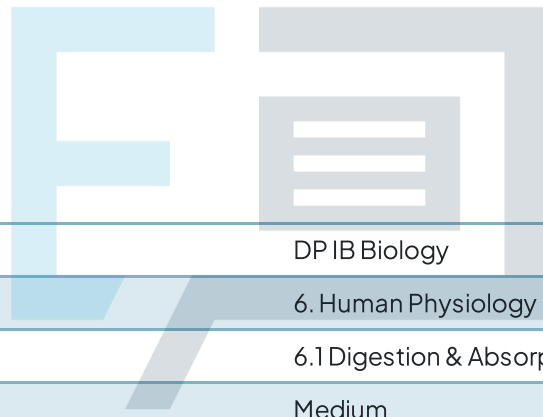 DP IB Biology
6. Human Physiology
6.1 Digestion & Absorp
Medium